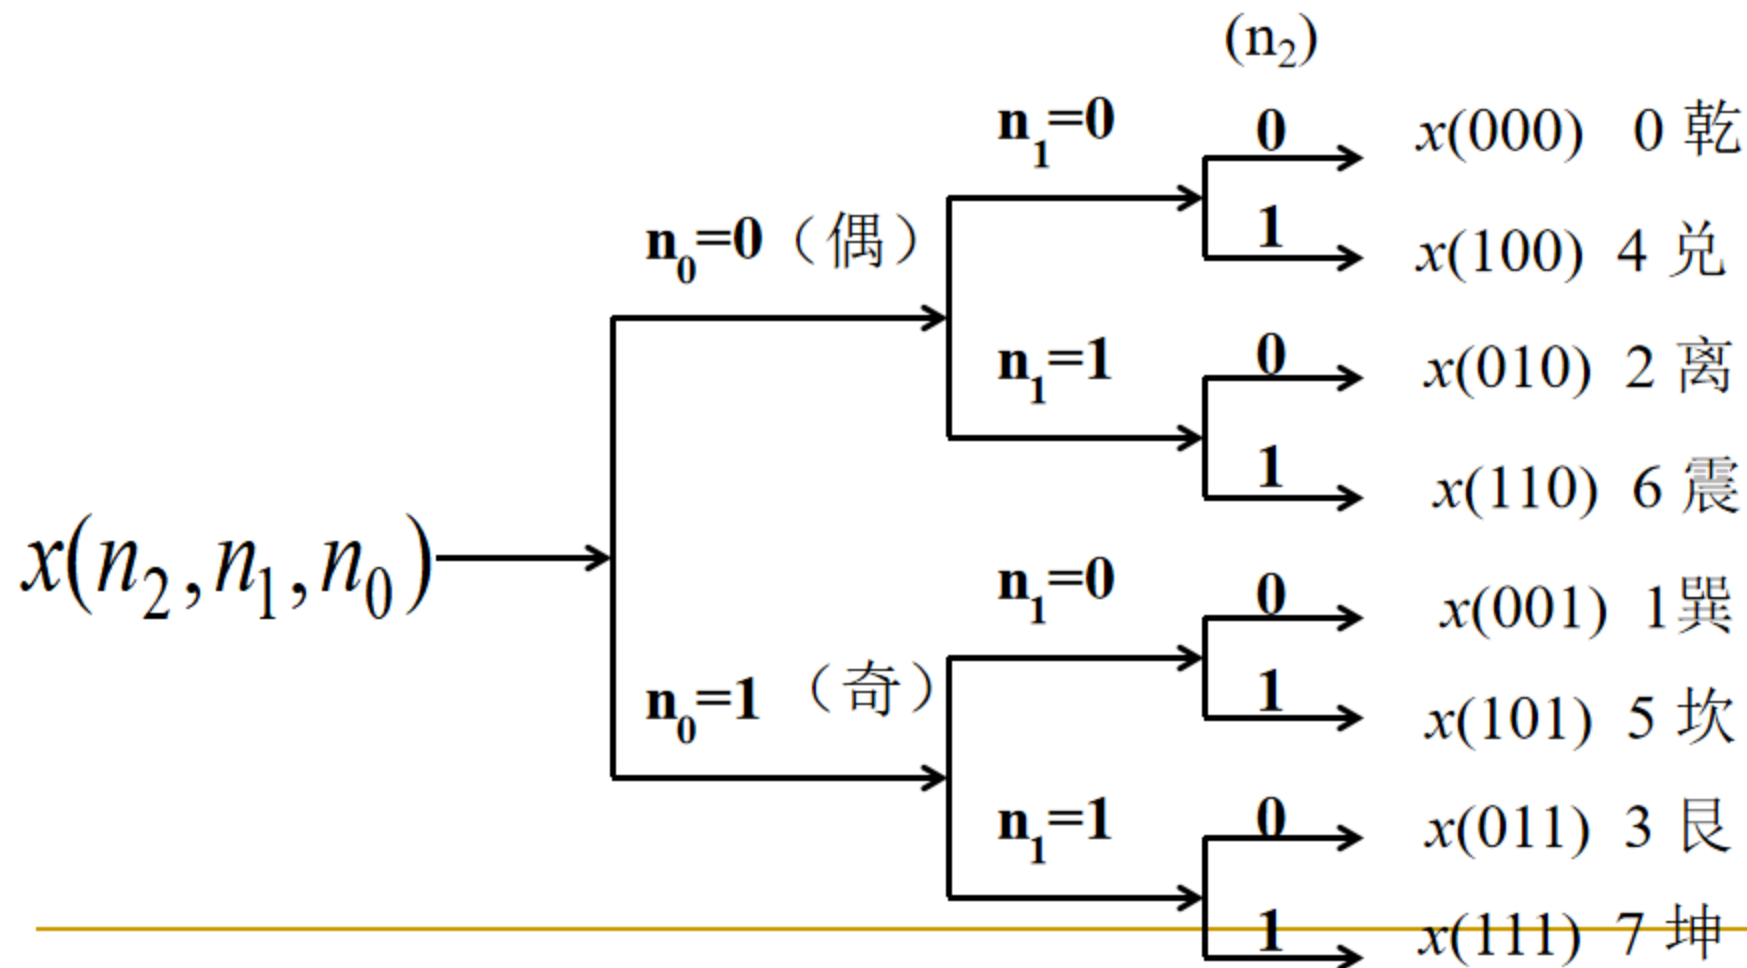 (n₂)
n₁=0 0 x(000) 0 乾
n₀=0（偶） 1 x(100) 4 兑
n₁=1 0 x(010) 2 离
1 x(110) 6 震
x(n₂,n₁,n₀)
n₁=0 0 x(001) 1巽
n₀=1（奇） 1 x(101) 5 坎
n₁=1 0 x(011) 3 艮
1 x(111) 7 坤